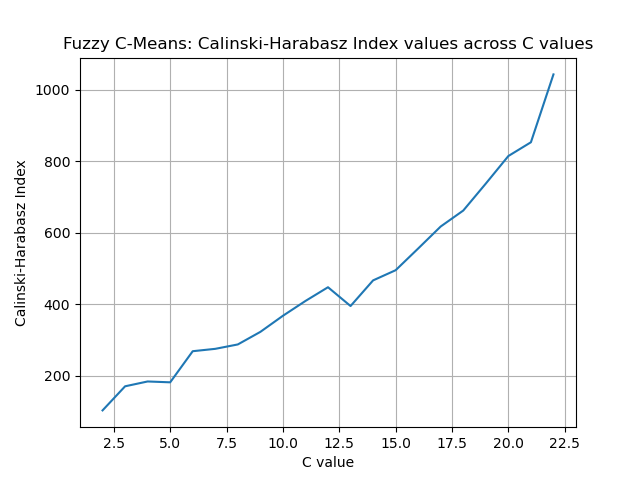 Fuzzy C-Means: Calinski-Harabasz Index values across C values
1000
800
600
400
200
Calinski-Harabasz Index
2.5 5.0 7.5 10.0 12.5 15.0 17.5 20.0 22.5
C value